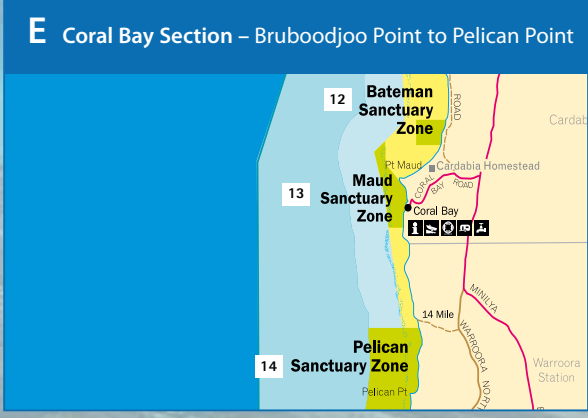 E Coral Bay Section – Bruboodjoo Point to Pelican Point
12
Bateman
Sanctuary
Zone
ROAD
Pt Maud
Cardabia Homestead
CORAL
BAY
ROAD
13
Maud
Sanctuary
Zone
Coral Bay
MINILYA
14 Mile
WARROORA NORTH
14
Pelican
Sanctuary Zone
Warroora
Station
Pelican Pt